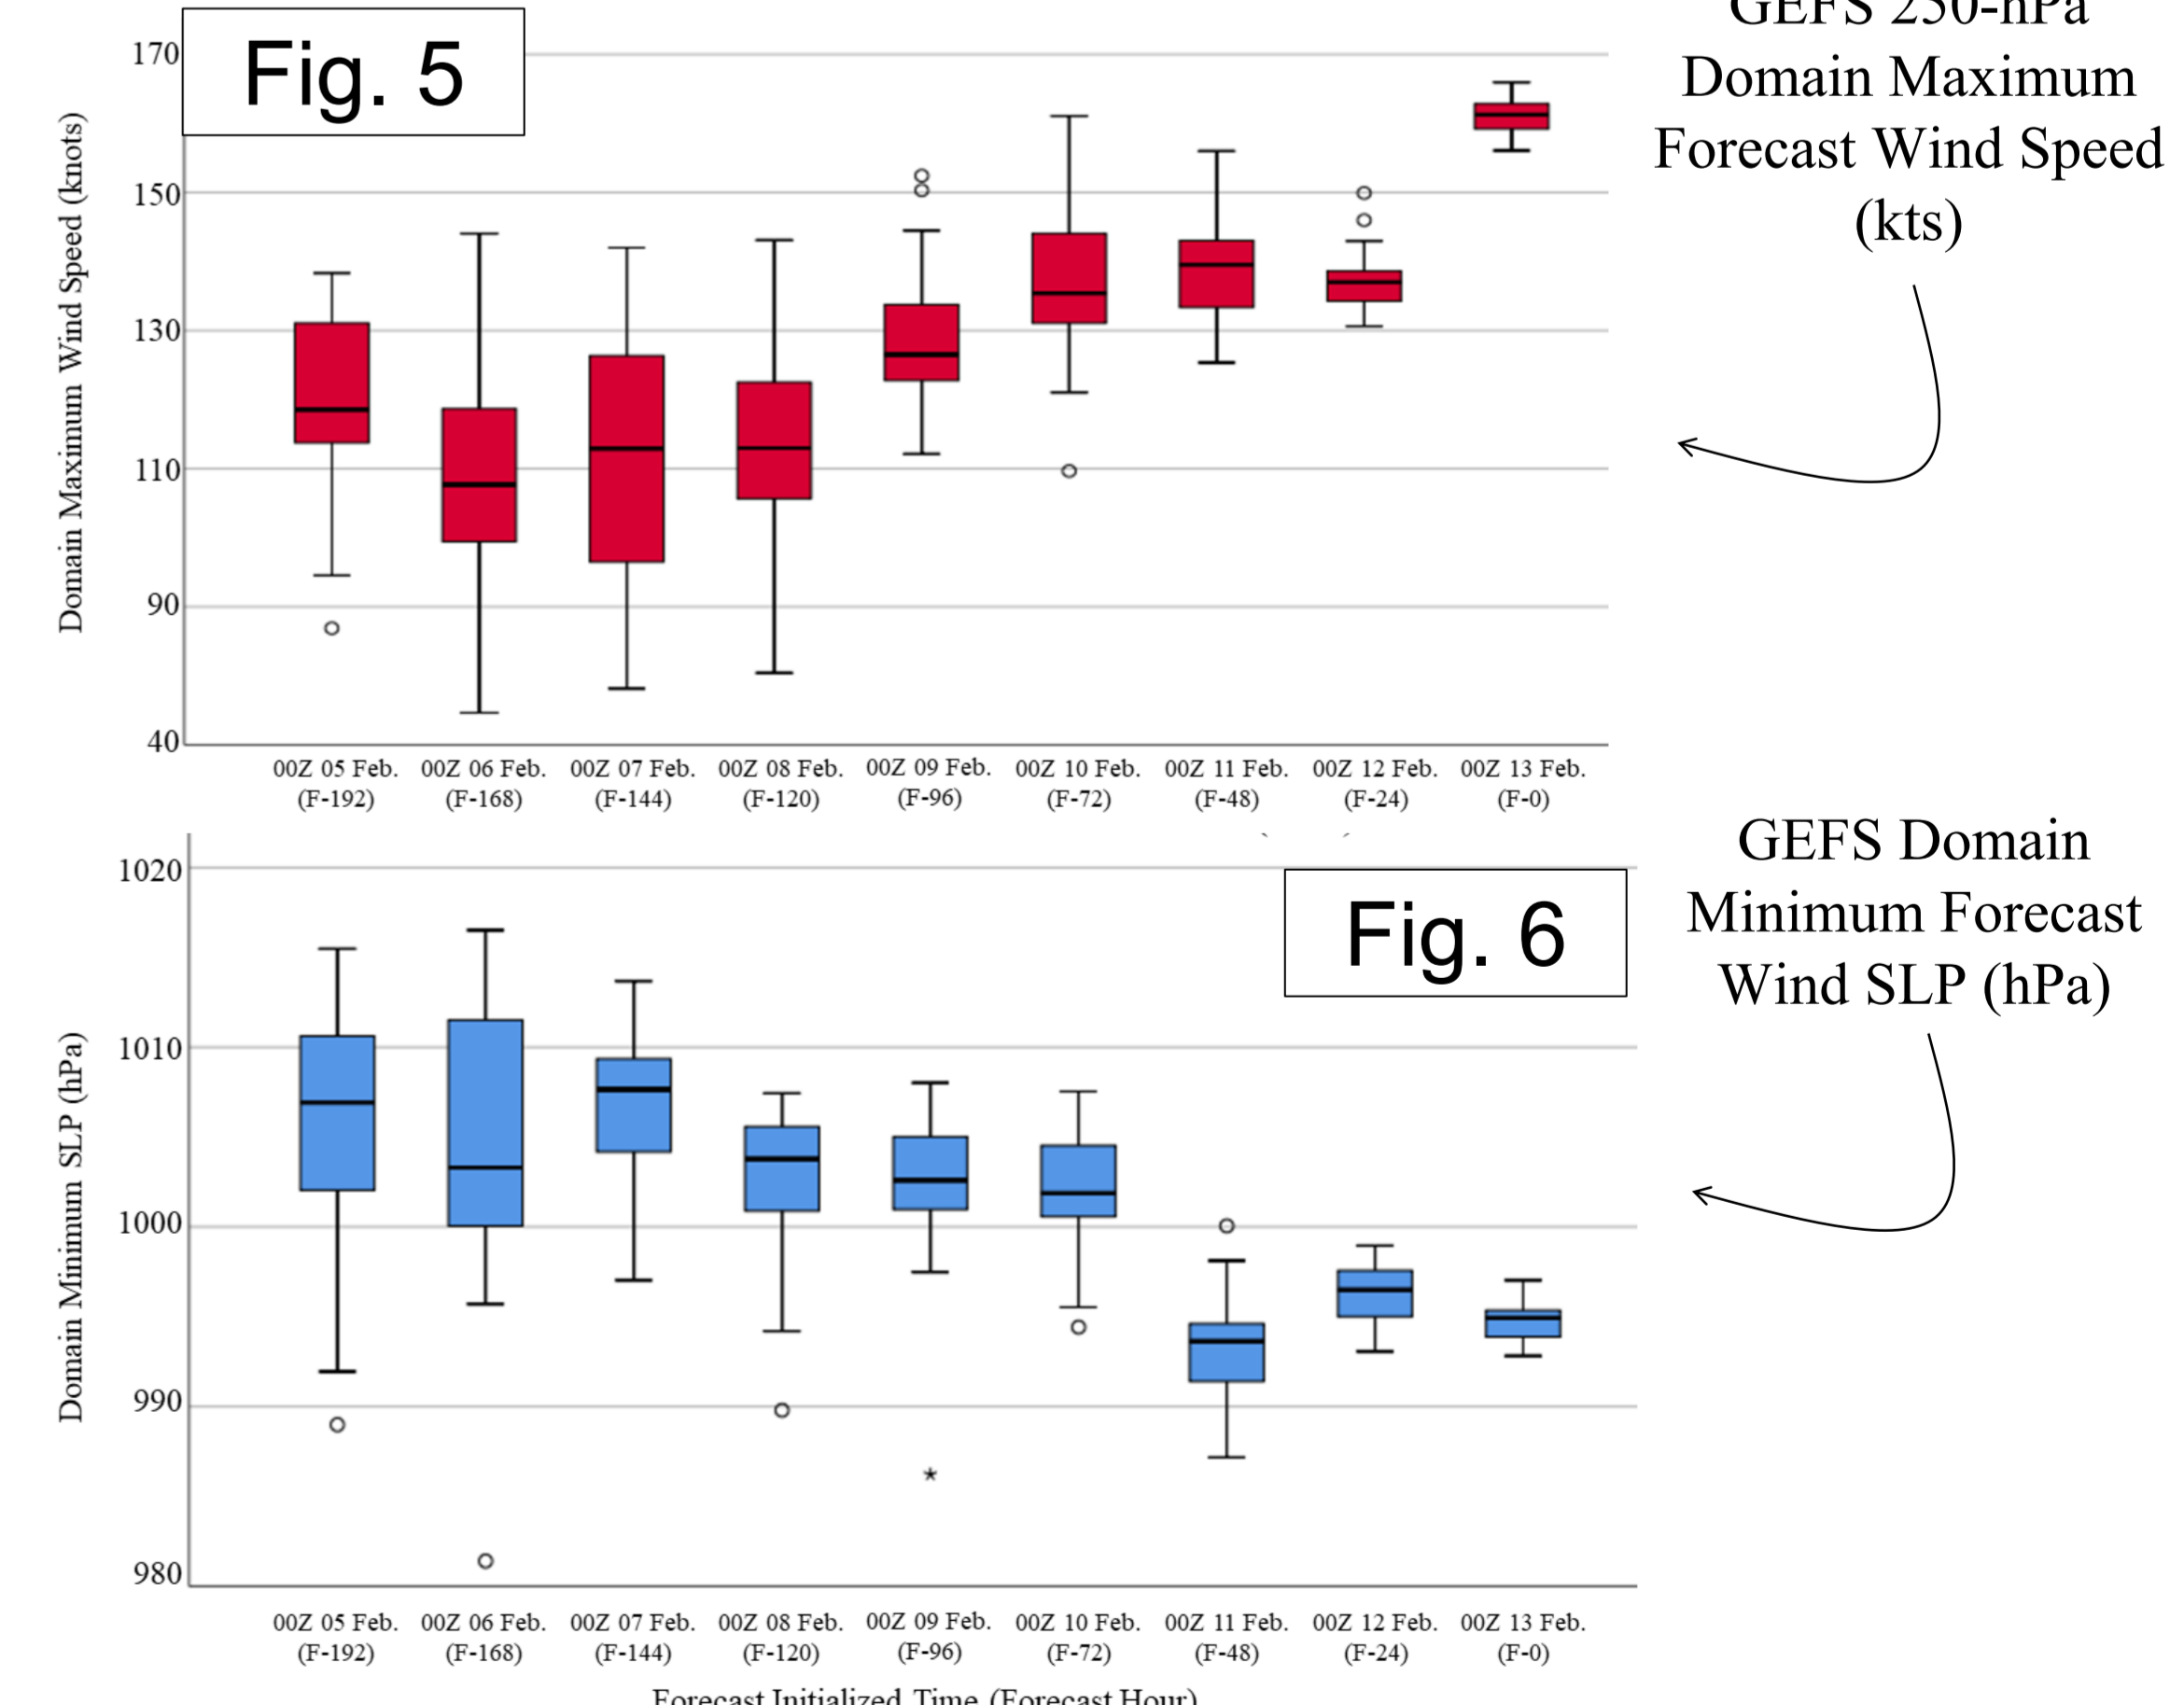 GEFS 250-hPa
Domain Maximum
Forecast Wind Speed
(kts)
Fig. 5
Domain Maximum Wind Speed (knots)
170
150
130
110
90
40
00Z 05 Feb. 00Z 06 Feb. 00Z 07 Feb. 00Z 08 Feb. 00Z 09 Feb. 00Z 10 Feb. 00Z 11 Feb. 00Z 12 Feb. 00Z 13 Feb.
(F-192) (F-168) (F-144) (F-120) (F-96) (F-72) (F-48) (F-24) (F-0)
GEFS Domain
Minimum Forecast
Wind SLP (hPa)
Fig. 6
Domain Minimum SLP (hPa)
1020
1010
1000
990
980
00Z 05 Feb. 00Z 06 Feb. 00Z 07 Feb. 00Z 08 Feb. 00Z 09 Feb. 00Z 10 Feb. 00Z 11 Feb. 00Z 12 Feb. 00Z 13 Feb.
(F-192) (F-168) (F-144) (F-120) (F-96) (F-72) (F-48) (F-24) (F-0)
Forecast Initialized Time (Forecast Hour)